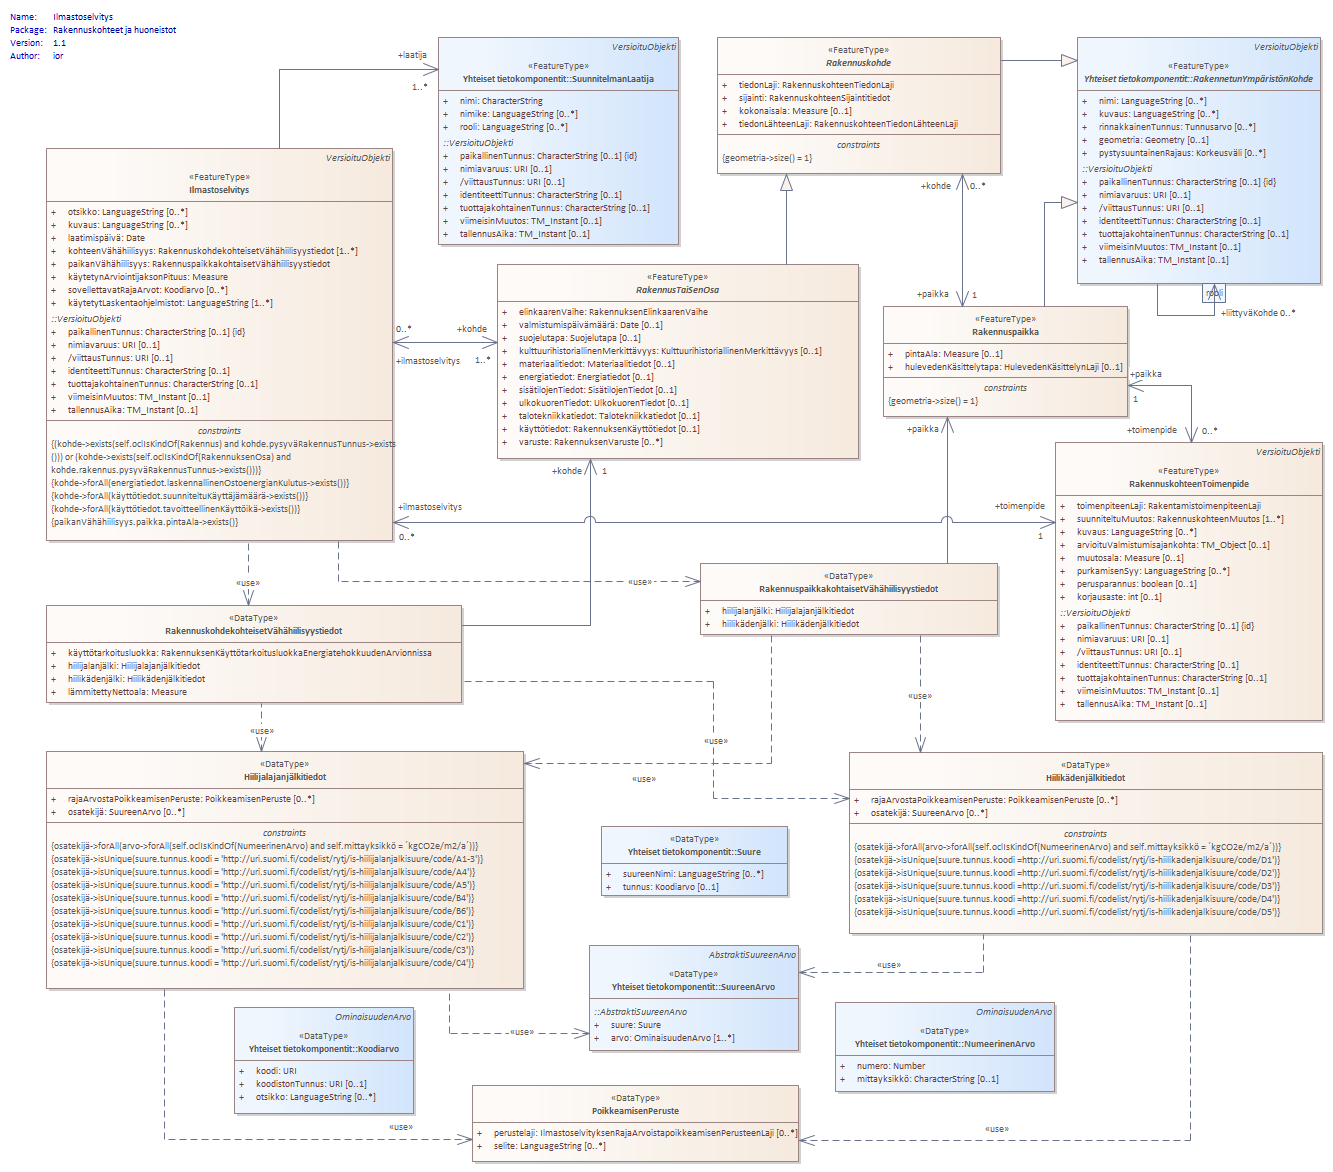 Name: Ilmastoselvitys
Package: Rakennuskohteet ja huoneistot
Version: 1.1
Author: ior
+laatija
1..*
VersioituObjekti
«FeatureType»
Yhteiset tietokomponentit::SuunnitelmanLaatija
+ nimi: CharacterString
+ nimike: LanguageString [0..*]
+ rooli: LanguageString [0..*]
::VersioituObjekti
+ paikallinenTunnus: CharacterString [0..1] {id}
+ nimiavaruus: URI [0..1]
+ /viittausTunnus: URI [0..1]
+ identiteettiTunnus: CharacterString [0..1]
+ tuottajakohtainenTunnus: CharacterString [0..1]
+ viimeisinMuutos: TM_Instant [0..1]
+ tallennusAika: TM_Instant [0..1]
«FeatureType»
Rakennuskohde
+ tiedonLaji: RakennuskohteenTiedonLaji
+ sijainti: RakennuskohteenSijaintitiedot
+ kokonaisala: Measure [0..1]
+ tiedonLähteenLaji: RakennuskohteenTiedonLähteenLaji
constraints
{geometria->size() = 1}
VersioituObjekti
«FeatureType»
Yhteiset tietokomponentit::RakennetunYmpäristönKohde
+ nimi: LanguageString [0..*]
+ kuvaus: LanguageString [0..*]
+ rinnakkainenTunnus: Tunnusarvo [0..*]
+ geometria: Geometry [0..1]
+ pystysuuntainenRajaus: Korkeusväli [0..*]
::VersioituObjekti
+ paikallinenTunnus: CharacterString [0..1] {id}
+ nimiavaruus: URI [0..1]
+ /viittausTunnus: URI [0..1]
+ identiteettiTunnus: CharacterString [0..1]
+ tuottajakohtainenTunnus: CharacterString [0..1]
+ viimeisinMuutos: TM_Instant [0..1]
+ tallennusAika: TM_Instant [0..1]
rooli
+liittyväKohde 0..*
VersioituObjekti
«FeatureType»
Ilmastoselvitys
+ otsikko: LanguageString [0..*]
+ kuvaus: LanguageString [0..*]
+ laatimispäivä: Date
+ kohteenVähähiilisyys: RakennuskohdekohteisetVähähiilisyystiedot [1..*]
+ paikanVähähiilisyys: RakennuspaikkakohtaisetVähähiilisyystiedot
+ käytetynArviointijaksonPituus: Measure
+ sovellettavatRajaArvot: Koodiarvo [0..*]
+ käytetytLaskentaohjelmistot: LanguageString [1..*]
::VersioituObjekti
+ paikallinenTunnus: CharacterString [0..1] {id}
+ nimiavaruus: URI [0..1]
+ /viittausTunnus: URI [0..1]
+ identiteettiTunnus: CharacterString [0..1]
+ tuottajakohtainenTunnus: CharacterString [0..1]
+ viimeisinMuutos: TM_Instant [0..1]
+ tallennusAika: TM_Instant [0..1]
constraints
{(kohde->exists(self.oclIsKindOf(Rakennus) and kohde.pysyväRakennusTunnus->exists
())) or (kohde->exists(self.oclIsKindOf(RakennuksenOsa) and
kohde.rakennus.pysyväRakennusTunnus->exists()))}
{kohde->forAll(energiatiedot.laskennallinenOstoenergianKulutus->exists())}
{kohde->forAll(käyttötiedot.suunniteltuKäyttäjämäärä->exists())}
{kohde->forAll(käyttötiedot.tavoitteellinenKäyttöikä->exists())}
{paikanVähähiilisyys.paikka.pintaAla->exists()}
0..*
+ilmastoselvitys
+kohde
1..*
«FeatureType»
RakennusTaiSenOsa
+ elinkaarenVaihe: RakennuksenElinkaarenVaihe
+ valmistumispäivämäärä: Date [0..1]
+ suojelutapa: Suojelutapa [0..1]
+ kulttuurihistoriallinenMerkittävyys: KulttuurihistoriallinenMerkittävyys [0..1]
+ materiaalitiedot: Materiaalitiedot [0..1]
+ energiatiedot: Energiatiedot [0..1]
+ sisätilojenTiedot: SisätilojenTiedot [0..1]
+ ulkokuorenTiedot: UlkokuorenTiedot [0..1]
+ talotekniikkatiedot: Talotekniikkatiedot [0..1]
+ käyttötiedot: RakennuksenKäyttötiedot [0..1]
+ varuste: RakennuksenVaruste [0..*]
+kohde 0..*
+paikka 1
«FeatureType»
Rakennuspaikka
+ pintaAla: Measure [0..1]
+ hulevedenKäsittelytapa: HulevedenKäsittelynLaji [0..1]
constraints
{geometria->size() = 1}
+paikka
1
+toimenpide 0..*
+paikka
+kohde 1
+ilmastoselvitys
0..*
+toimenpide
1
VersioituObjekti
«FeatureType»
RakennuskohteenToimenpide
+ toimenpiteenLaji: RakentamistoimenpiteenLaji
+ suunniteltuMuutos: RakennuskohteenMuutos [1..*]
+ kuvaus: LanguageString [0..*]
+ arvioituValmistumisajankohta: TM_Object [0..1]
+ muutosala: Measure [0..1]
+ purkamisenSyy: LanguageString [0..*]
+ perusparannus: boolean [0..1]
+ korjausaste: int [0..1]
::VersioituObjekti
+ paikallinenTunnus: CharacterString [0..1] {id}
+ nimiavaruus: URI [0..1]
+ /viittausTunnus: URI [0..1]
+ identiteettiTunnus: CharacterString [0..1]
+ tuottajakohtainenTunnus: CharacterString [0..1]
+ viimeisinMuutos: TM_Instant [0..1]
+ tallennusAika: TM_Instant [0..1]
«use»
«use»
«DataType»
RakennuspaikkakohtaisetVähähiilisyystiedot
+ hiilijalanjälki: Hiilijalajanjälkitiedot
+ hiilikädenjälki: Hiilikädenjälkitiedot
«DataType»
RakennuskohdekohteisetVähähiilisyystiedot
+ käyttötarkoitusluokka: RakennuksenKäyttötarkoitusluokkaEnergiatehokkuudenArvionnissa
+ hiilijalanjälki: Hiilijalajanjälkitiedot
+ hiilikädenjälki: Hiilikädenjälkitiedot
+ lämmitettyNettoala: Measure
«use»
«use»
«use»
«use»
«DataType»
Hiilijalajanjälkitiedot
+ rajaArvostaPoikkeamisenPeruste: PoikkeamisenPeruste [0..*]
+ osatekijä: SuureenArvo [0..*]
constraints
{osatekijä->forAll(arvo->forAll(self.oclIsKindOf(NumeerinenArvo) and self.mittayksikkö = ´kgCO2e/m2/a´))}
{osatekijä->isUnique(suure.tunnus.koodi = 'http://uri.suomi.fi/codelist/rytj/is-hiilijalanjalkisuure/code/A1-3')}
{osatekijä->isUnique(suure.tunnus.koodi = 'http://uri.suomi.fi/codelist/rytj/is-hiilijalanjalkisuure/code/A4')}
{osatekijä->isUnique(suure.tunnus.koodi = 'http://uri.suomi.fi/codelist/rytj/is-hiilijalanjalkisuure/code/A5')}
{osatekijä->isUnique(suure.tunnus.koodi = 'http://uri.suomi.fi/codelist/rytj/is-hiilijalanjalkisuure/code/B4')}
{osatekijä->isUnique(suure.tunnus.koodi = 'http://uri.suomi.fi/codelist/rytj/is-hiilijalanjalkisuure/code/B6')}
{osatekijä->isUnique(suure.tunnus.koodi = 'http://uri.suomi.fi/codelist/rytj/is-hiilijalanjalkisuure/code/C1')}
{osatekijä->isUnique(suure.tunnus.koodi = 'http://uri.suomi.fi/codelist/rytj/is-hiilijalanjalkisuure/code/C2')}
{osatekijä->isUnique(suure.tunnus.koodi = 'http://uri.suomi.fi/codelist/rytj/is-hiilijalanjalkisuure/code/C3')}
{osatekijä->isUnique(suure.tunnus.koodi = 'http://uri.suomi.fi/codelist/rytj/is-hiilijalanjalkisuure/code/C4')}
«DataType»
Hiilikädenjälkitiedot
+ rajaArvostaPoikkeamisenPeruste: PoikkeamisenPeruste [0..*]
+ osatekijä: SuureenArvo [0..*]
constraints
{osatekijä->forAll(arvo->forAll(self.oclIsKindOf(NumeerinenArvo) and self.mittayksikkö = ´kgCO2e/m2/a´))}
{osatekijä->isUnique(suure.tunnus.koodi =http://uri.suomi.fi/codelist/rytj/is-hiilikadenjalkisuure/code/D1')}
{osatekijä->isUnique(suure.tunnus.koodi =http://uri.suomi.fi/codelist/rytj/is-hiilikadenjalkisuure/code/D2')}
{osatekijä->isUnique(suure.tunnus.koodi =http://uri.suomi.fi/codelist/rytj/is-hiilikadenjalkisuure/code/D3')}
{osatekijä->isUnique(suure.tunnus.koodi =http://uri.suomi.fi/codelist/rytj/is-hiilikadenjalkisuure/code/D4')}
{osatekijä->isUnique(suure.tunnus.koodi =http://uri.suomi.fi/codelist/rytj/is-hiilikadenjalkisuure/code/D5')}
«DataType»
Yhteiset tietokomponentit::Suure
+ suureenNimi: LanguageString [0..*]
+ tunnus: Koodiarvo [0..1]
AbstraktiSuureenArvo
«DataType»
Yhteiset tietokomponentit::SuureenArvo
::AbstraktiSuureenArvo
+ suure: Suure
+ arvo: OminaisuudenArvo [1..*]
«use»
«use»
OminaisuudenArvo
«DataType»
Yhteiset tietokomponentit::Koodiarvo
+ koodi: URI
+ koodistonTunnus: URI [0..1]
+ otsikko: LanguageString [0..*]
OminaisuudenArvo
«DataType»
Yhteiset tietokomponentit::NumeerinenArvo
+ numero: Number
+ mittayksikkö: CharacterString [0..1]
«DataType»
PoikkeamisenPeruste
+ perustelaji: IlmastoselvityksenRajaArvoistapoikkeamisenPerusteenLaji [0..*]
+ selite: LanguageString [0..*]
«use»
«use»